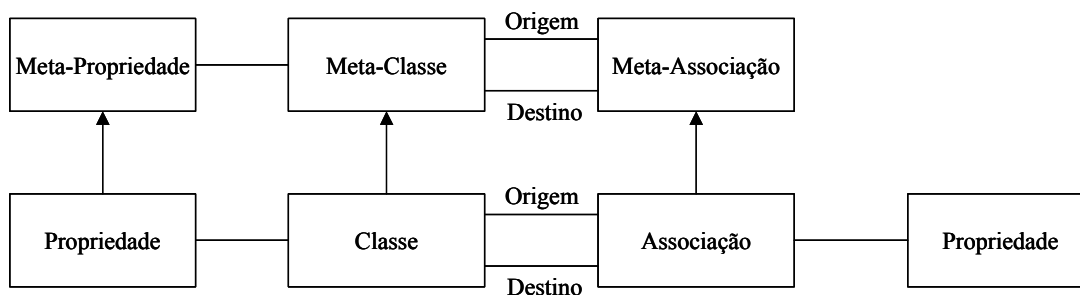 Origem
Meta-Propriedade
Meta-Classe
Meta-Associação
Destino
Origem
Propriedade
Classe
Associação
Propriedade
Destino